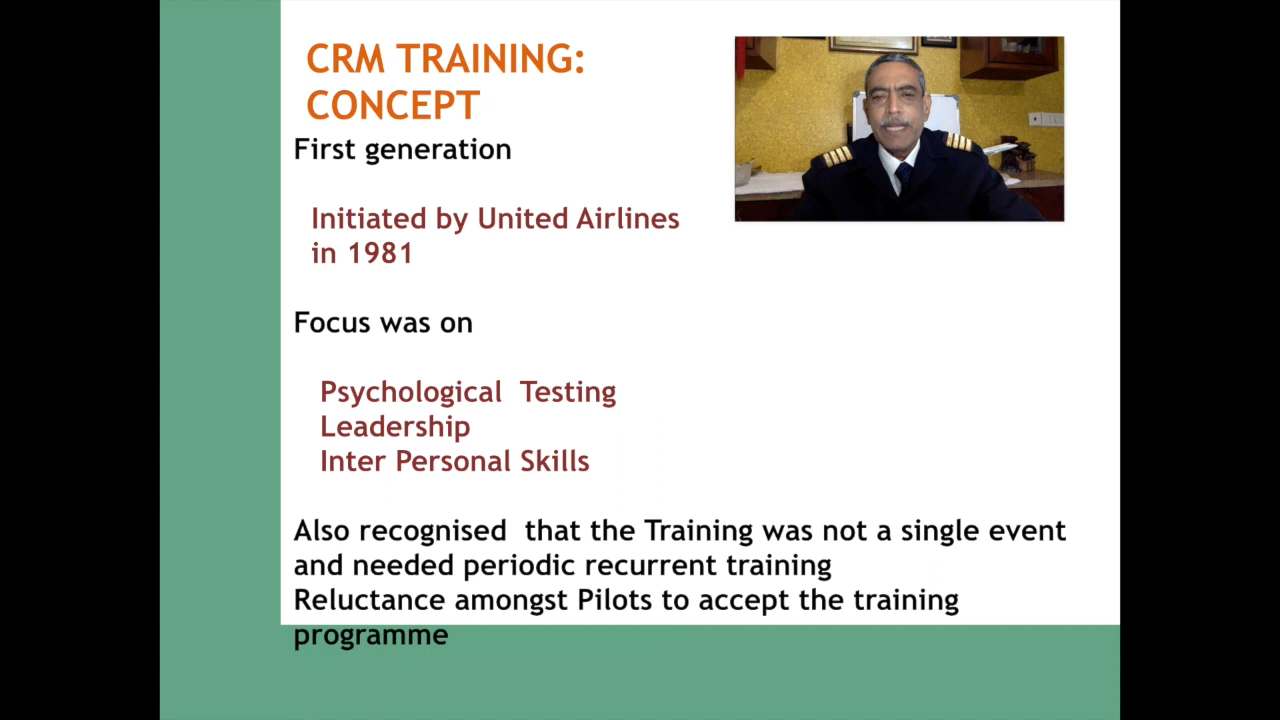 CRM TRAINING:
CONCEPT
First generation
Initiated by United Airlines
in 1981
Focus was on
Psychological  Testing
Leadership
Inter Personal Skills
Also recognised  that the Training was not a single event
and needed periodic recurrent training
Reluctance amongst Pilots to accept the training
programme